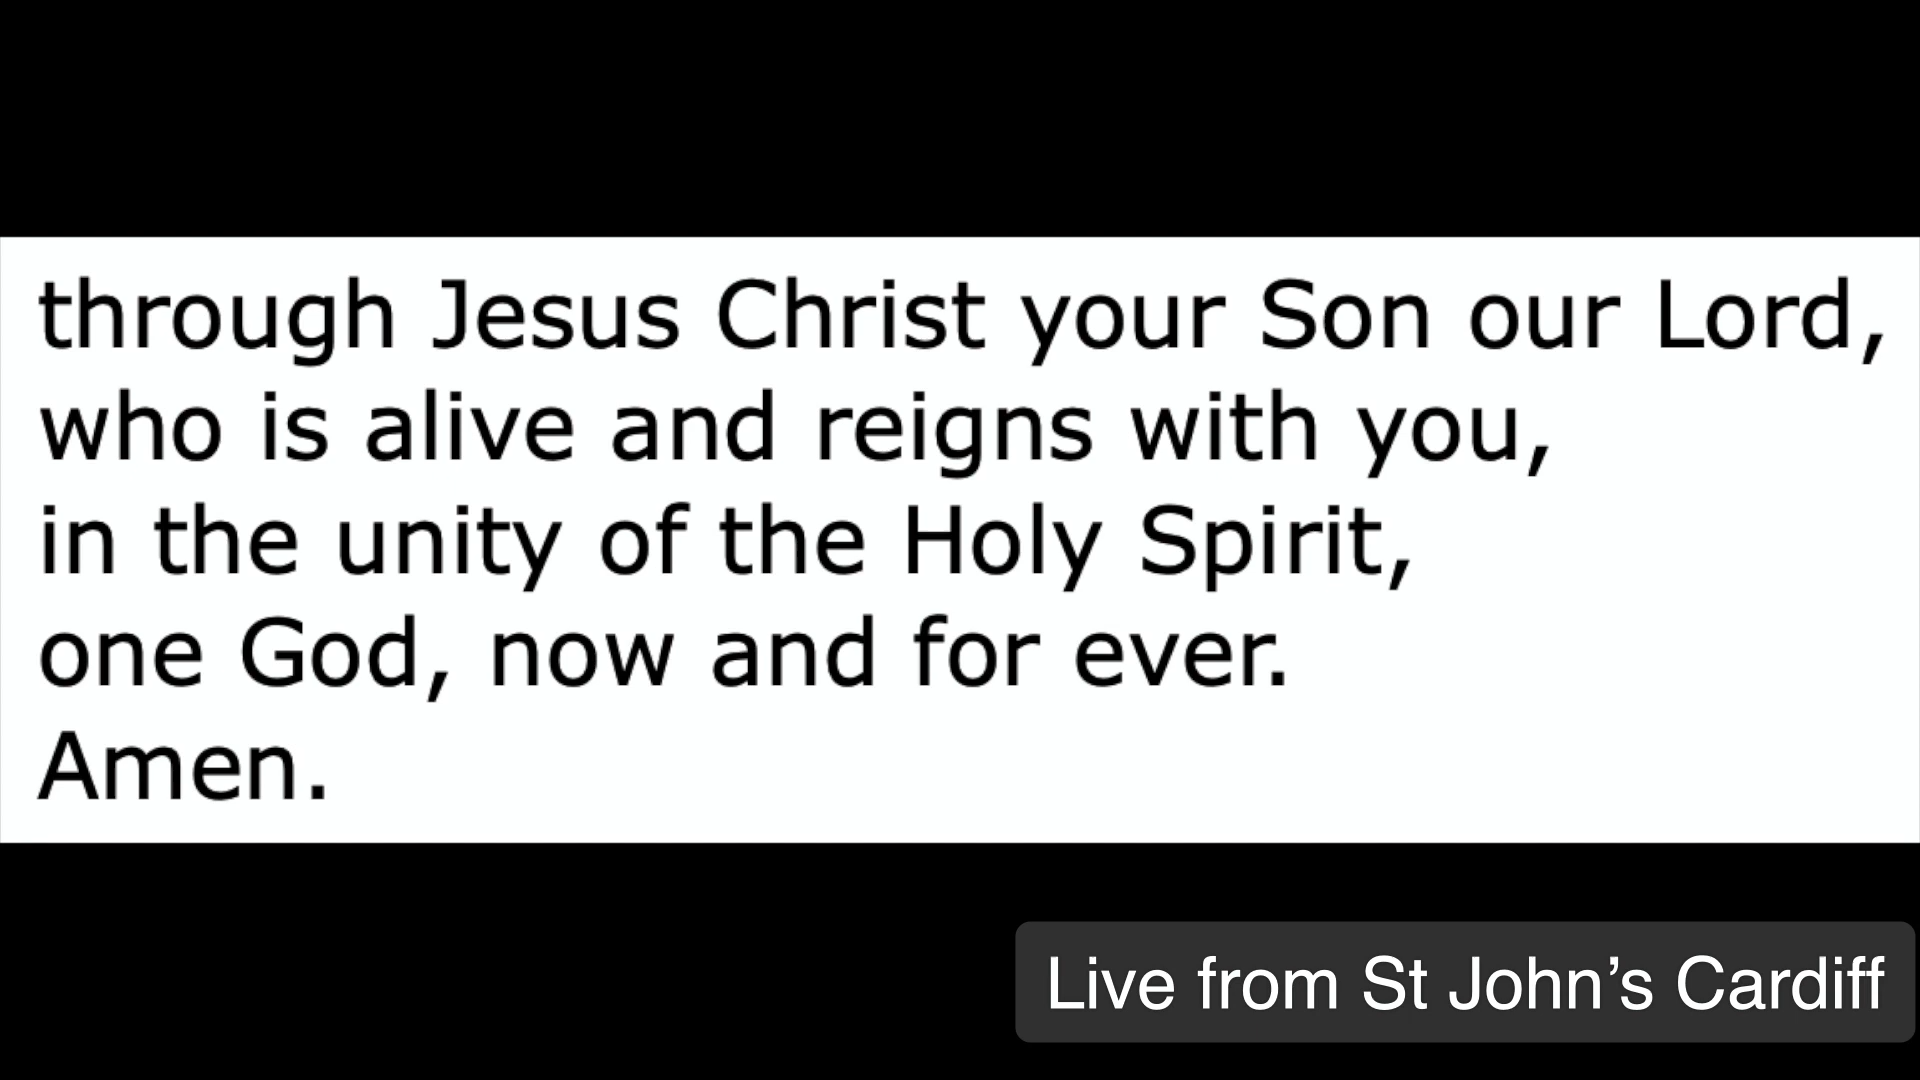 through Jesus Christ your Son our Lord,
who is alive and reigns with you,
in the unity of the Holy Spirit,
one God, now and for ever.
Amen.
Live from St John’s Cardiff